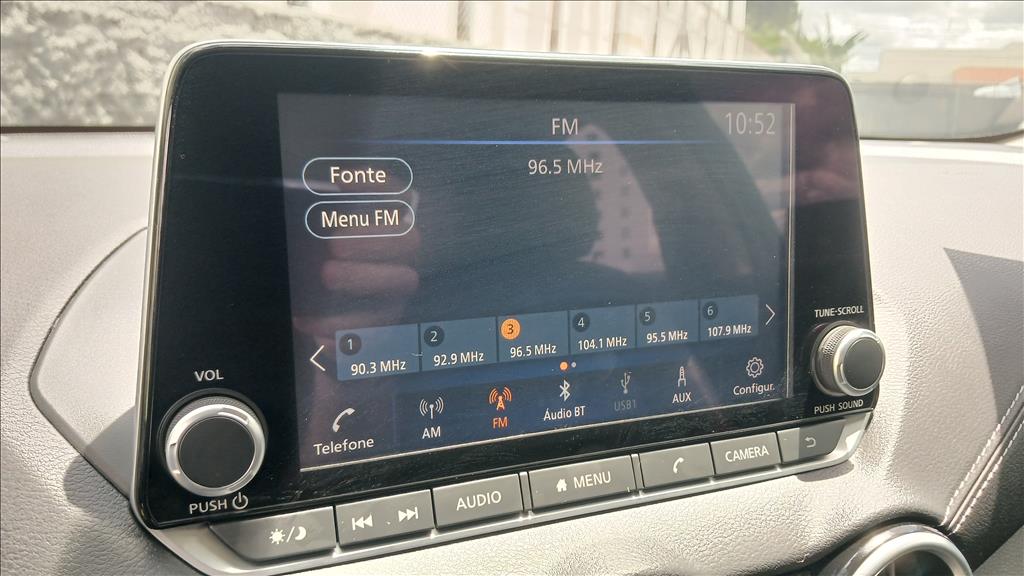 FM
10:52
Fonte
96.5 MHz
Menu FM
1
90.3 MHz
2
92.9 MHz
3
96.5 MHz
4
104.1 MHz
5
95.5 MHz
6
107.9 MHz
TUNE-SCROLL
VOL
Telefone
AM
FM
Áudio BT
USB1
AUX
Configur.
PUSH SOUND
PUSH
AUDIO
MENU
CAMERA